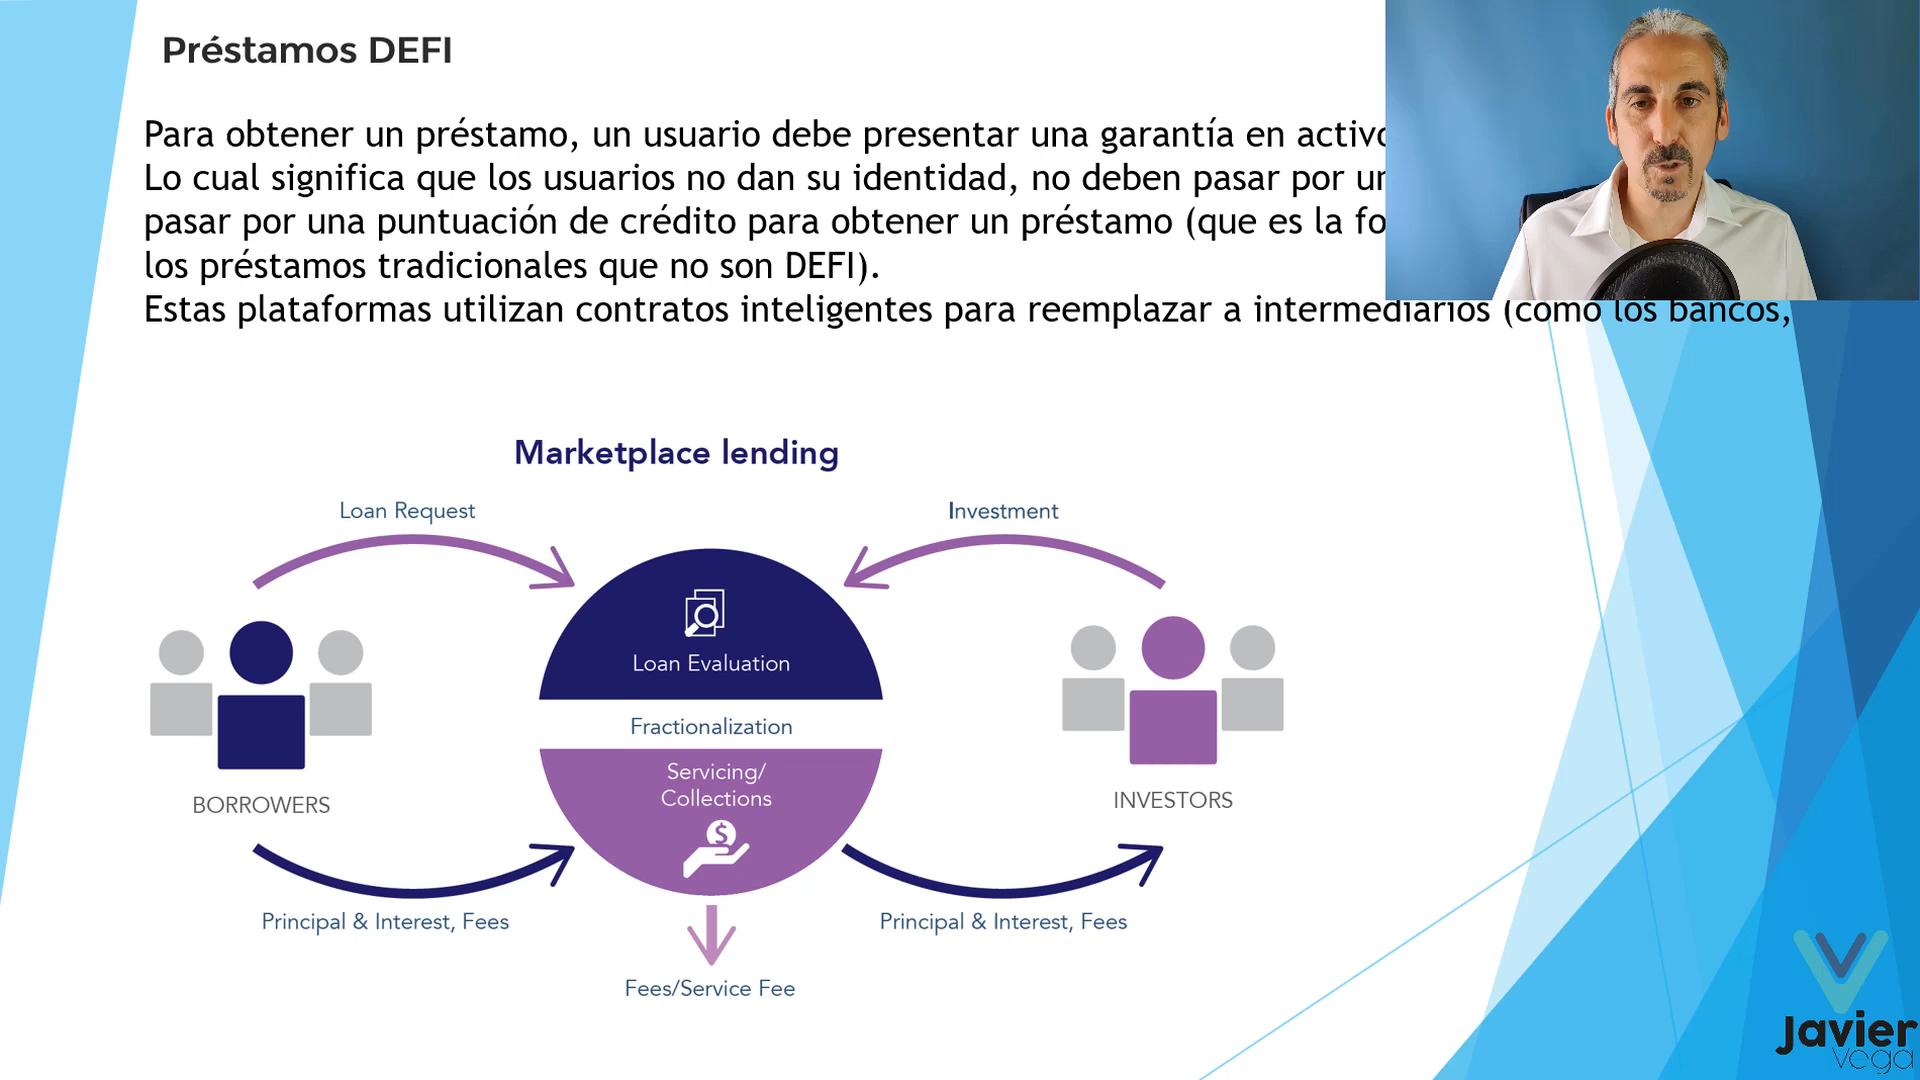 Préstamos DEFI
Para obtener un préstamo, un usuario debe presentar una garantía en
Lo cual significa que los usuarios no dan su identidad, no deben pasar por
pasar por una puntuación de crédito para obtener un préstamo (que es la
los préstamos tradicionales que no son DEFI).
Estas plataformas utilizan contratos inteligentes para reemplazar a intermediarios (como los bancos,
Marketplace lending
Loan Request
Investment
Loan Evaluation
Fractionalization
Servicing/
Collections
$
BORROWERS
INVESTORS
Principal & Interest, Fees
Principal & Interest, Fees
Fees/Service Fee
Javier
vega